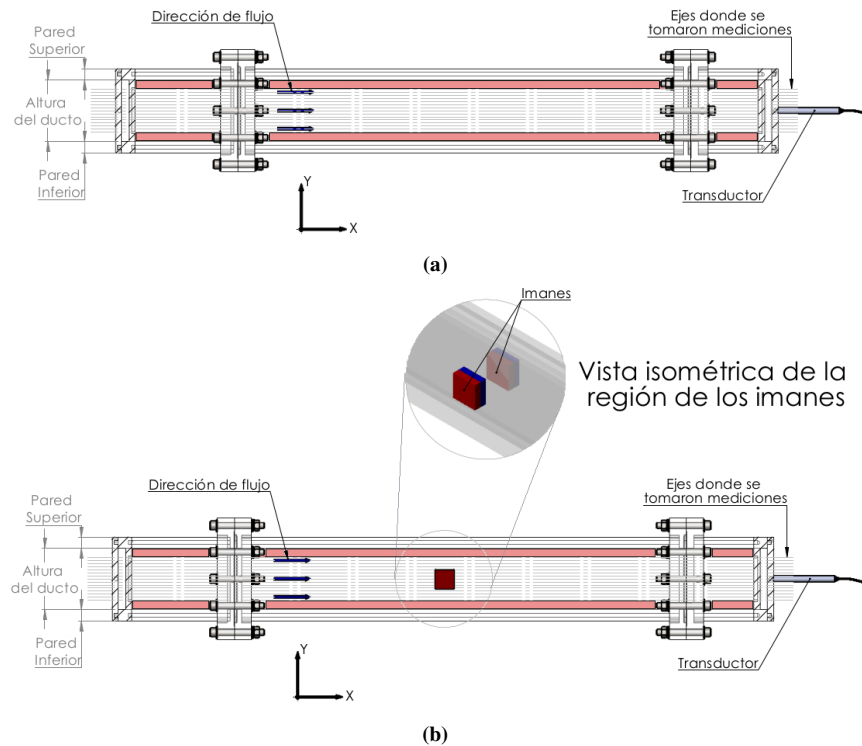 Dirección de flujo
Ejes donde se
tomaron mediciones
Pared
Superior
Altura
del ducto
Pared
Inferior
Transductor
Y
X
(a)
Imanes
Vista isométrica de la
región de los imanes
Dirección de flujo
Ejes donde se
tomaron mediciones
Pared
Superior
Altura
del ducto
Pared
Inferior
Transductor
Y
X
(b)